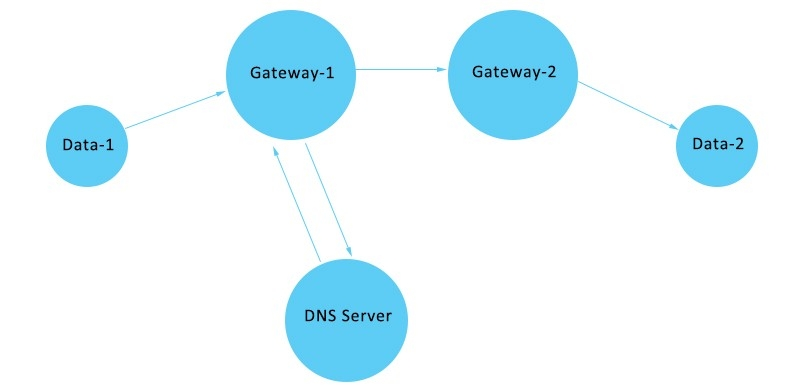 Gateway-1
Gateway-2
Data-1
Data-2
DNS Server